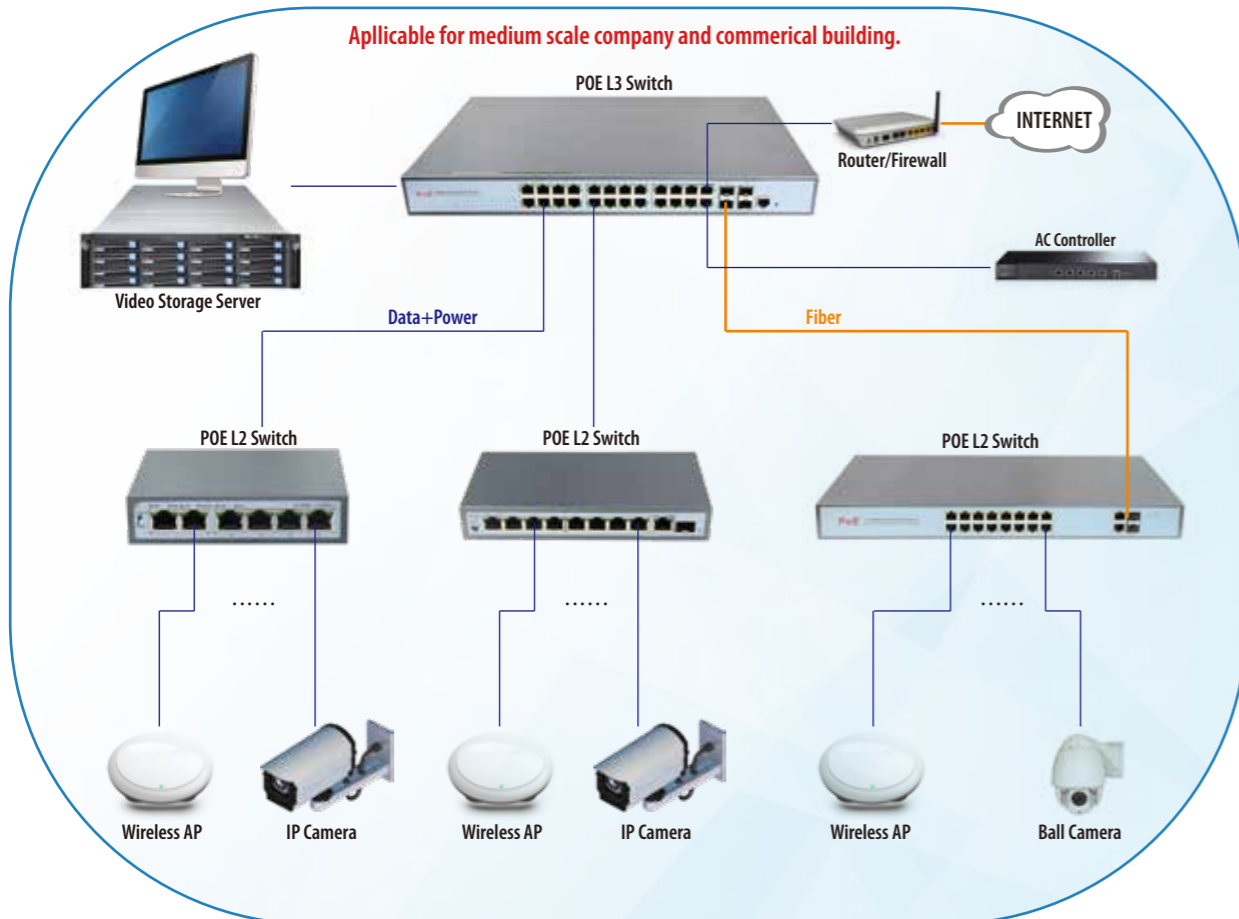 Apllicable for medium scale company and commerical building.
POE L3 Switch
INTERNET
Router/Firewall
AC Controller
Video Storage Server
Data+Power
Fiber
POE L2 Switch
POE L2 Switch
POE L2 Switch
PoE
......
......
......
Wireless AP
IP Camera
Wireless AP
IP Camera
Wireless AP
Ball Camera